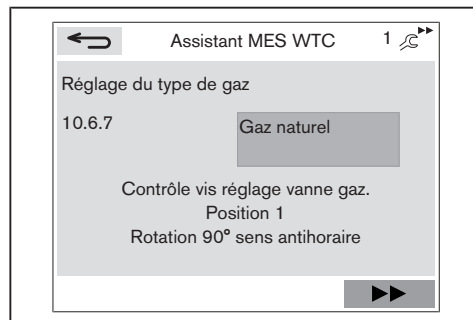 Assistant MES WTC 1
Réglage du type de gaz
10.6.7 Gaz naturel
Contrôle vis réglage vanne gaz.
Position 1
Rotation 90° sens antihoraire